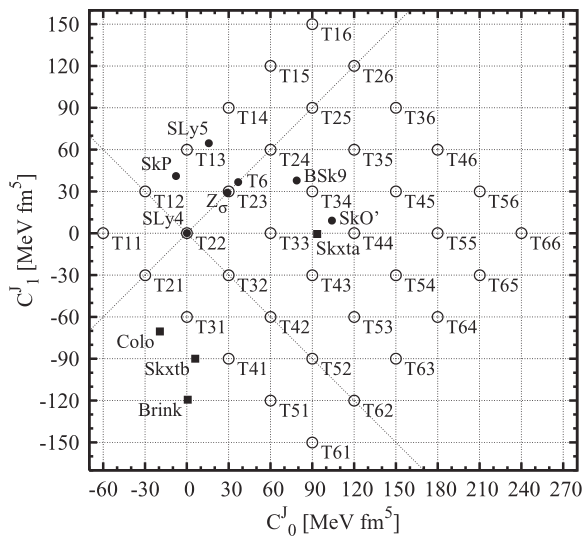 150
T16
120
T15
T26
90
T14
T25
T36
SLy5
60
T13
T24
T35
T46
SkP
T6
BSk9
30
T12
Zσ
T23
T34
T45
T56
SLy4
SkO'
0
T11
T22
T33
Skxta
T44
T55
T66
-30
T21
T32
T43
T54
T65
-60
T31
T42
T53
T64
Colo
-90
Skxtb
T41
T52
T63
-120
Brink
T51
T62
-150
T61
-60 -30 0 30 60 90 120 150 180 210 240 270
C^J_0 [MeV fm^5]
C^J_1 [MeV fm^5]